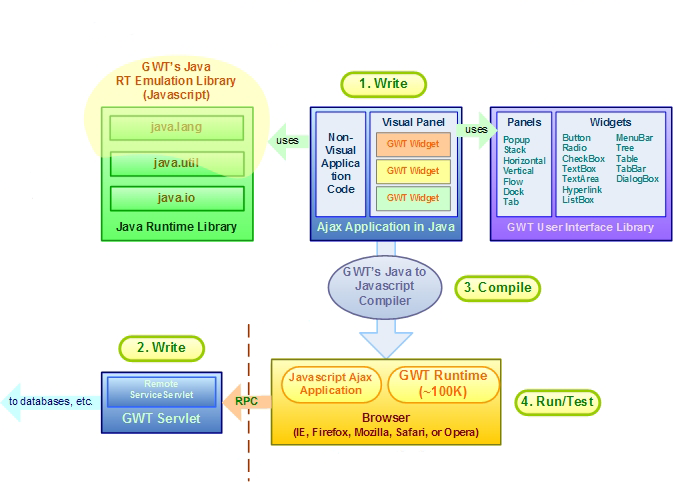 GWT's Java
RT Emulation Library
(Javascript)
java.lang
java.util
java.io
Java Runtime Library
uses
1. Write
Non-
Visual
Applica
tion
Code
Visual Panel
GWT Widget
GWT Widget
GWT Widget
Ajax Application in Java
uses
Panels
Popup
Stack
Horizontal
Vertical
Flow
Dock
Tab
Widgets
Button
Radio
CheckBox
TextBox
TextArea
Hyperlink
ListBox
MenuBar
Tree
Table
TabBar
DialogBox
GWT User Interface Library
GWT's Java to
Javascript
Compiler
3. Compile
2. Write
Remote
ServiceServlet
GWT Servlet
to databases, etc.
RPC
Javascript Ajax
Application
GWT Runtime
(~100K)
Browser
(IE, Firefox, Mozilla, Safari, or Opera)
4. Run/Test